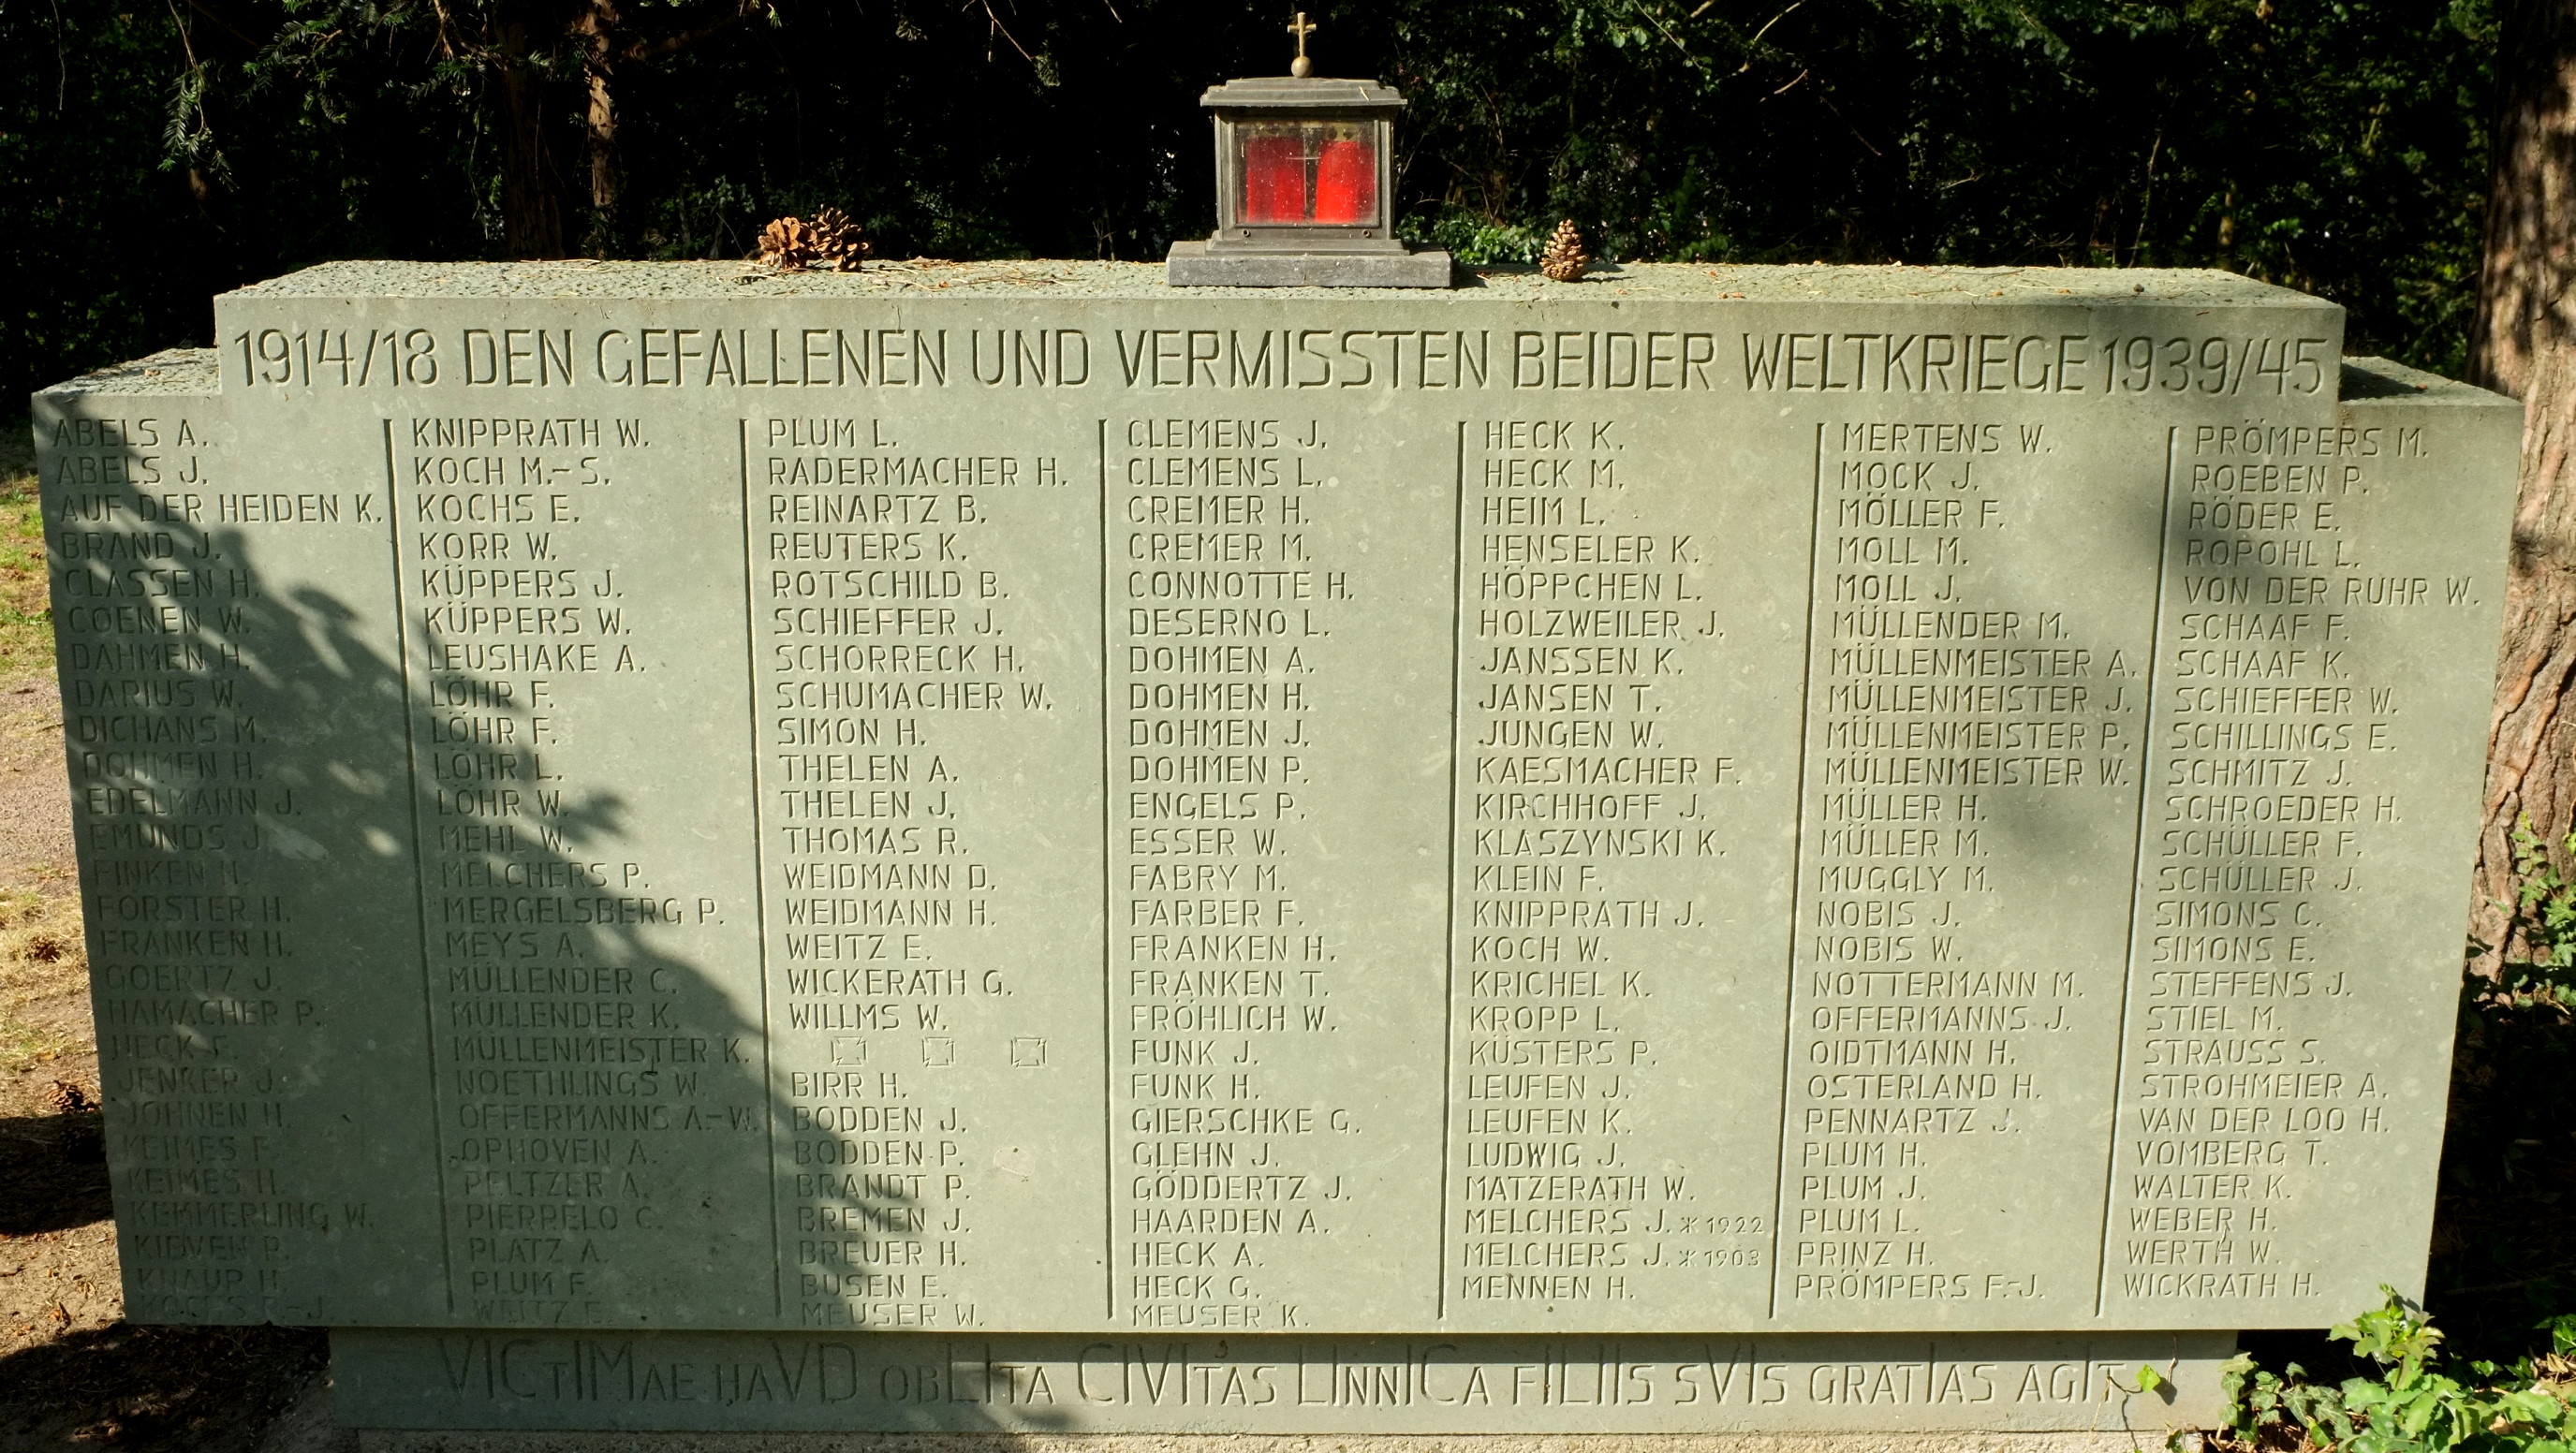 1914/18 DEN GEFALLENEN UND VERMISSTEN BEIDER WELTKRIEGE 1939/45
ABELS A.
ABELS J.
AUF DER HEIDEN K.
BRAND J.
CLASSEN H.
COENEN W.
DAHMEN H.
DARIUS W.
DICHANS M.
DOHMEN H.
EDELMANN J.
EMUNDS J.
FINKEN M.
FORSTER H.
FRANKEN H.
GOERTZ J.
HAMACHER P.
HECK F.
JENKER J.
JOHNEN H.
KEIMES F.
KEIMES H.
KEMMERLING W.
KIEVEN P.
KNAUP H.
KNIPPRATH W.
KOCH M.-S.
KOCHS E.
KORR W.
KÜPPERS J.
KÜPPERS W.
LEUSHAKE A.
LÖHR F.
LÖHR F.
LÖHR L.
LÖHR W.
MEHL W.
MELCHERS P.
MERGELSBERG P.
MEYS A.
MÜLLENDER C.
MÜLLENDER K.
MÜLLENMEISTER K.
NOETHLINGS W.
OFFERMANNS A.-W.
OPHOVEN A.
PELTZER A.
PIERPELO C.
PLATZ A.
PLUM F.
WEITZ E.
PLUM L.
RADERMACHER H.
REINARTZ B.
REUTERS K.
ROTSCHILD B.
SCHIEFFER J.
SCHORRECK H.
SCHUMACHER W.
SIMON H.
THELEN A.
THELEN J.
THOMAS R.
WEIDMANN D.
WEIDMANN H.
WEITZ E.
WICKERATH G.
WILLMS W.
BIRR H.
BODDEN J.
BODDEN P.
BRANDT P.
BREMEN J.
BREUER H.
BUSEN E.
MEUSER W.
CLEMENS J.
CLEMENS L.
CREMER H.
CREMER M.
CONNOTTE H.
DESERNO L.
DOHMEN A.
DOHMEN H.
DOHMEN J.
DOHMEN P.
ENGELS P.
ESSER W.
FABRY M.
FARBER F.
FRANKEN H.
FRANKEN T.
FRÖHLICH W.
FUNK J.
FUNK H.
GIERSCHKE G.
GLEHN J.
GÖDDERTZ J.
HAARDEN A.
HECK A.
HECK G.
MEUSER K.
HECK K.
HECK M.
HEIM L.
HENSELER K.
HÖPPCHEN L.
HOLZWEILER J.
JANSSEN K.
JANSEN T.
JUNGEN W.
KAESMACHER F.
KIRCHHOFF J.
KLASZYNSKI K.
KLEIN F.
KNIPPRATH J.
KOCH W.
KRICHEL K.
KROPP L.
KÜSTERS P.
LEUFEN J.
LEUFEN K.
LUDWIG J.
MATZERATH W.
MELCHERS J. * 1922
MELCHERS J. * 1903
MENNEN H.
MERTENS W.
MOCK J.
MÖLLER F.
MOLL M.
MOLL J.
MÜLLENDER M.
MÜLLENMEISTER A.
MÜLLENMEISTER J.
MÜLLENMEISTER P.
MÜLLENMEISTER W.
MÜLLER H.
MÜLLER M.
MUGGLY M.
NOBIS J.
NOBIS W.
NOTTERMANN M.
OFFERMANNS J.
OIDTMANN H.
OSTERLAND H.
PENNARTZ J.
PLUM H.
PLUM J.
PLUM L.
PRINZ H.
PRÖMPERS F.-J.
PRÖMPERS M.
ROEBEN P.
RÖDER E.
ROPOHL L.
VON DER RUHR W.
SCHAAF F.
SCHAAF K.
SCHIEFFER W.
SCHILLINGS E.
SCHMITZ J.
SCHROEDER H.
SCHÜLLER F.
SCHÜLLER J.
SIMONS C.
SIMONS E.
STEFFENS J.
STIEL M.
STRAUSS S.
STROHMEIER A.
VAN DER LOO H.
VOMBERG T.
WALTER K.
WEBER H.
WERTH W.
WICKRATH H.
VICtIMAE HAVD OBLITA CIVITAS LINNICA FILIIS SVIS GRATIAS AGIT